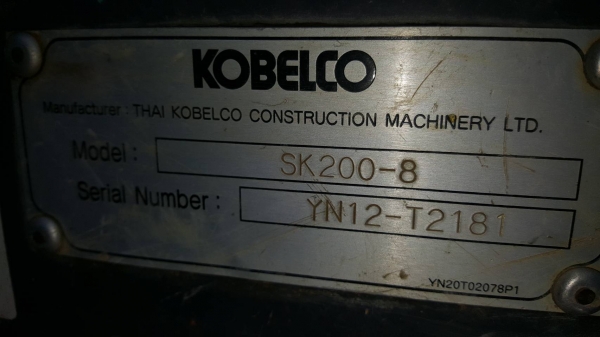 KOBELCO
Manufacturer : THAI KOBELCO CONSTRUCTION MACHINERY LTD.
Model : SK200-8
Serial Number : YN12-T2181
YN20T02078P1